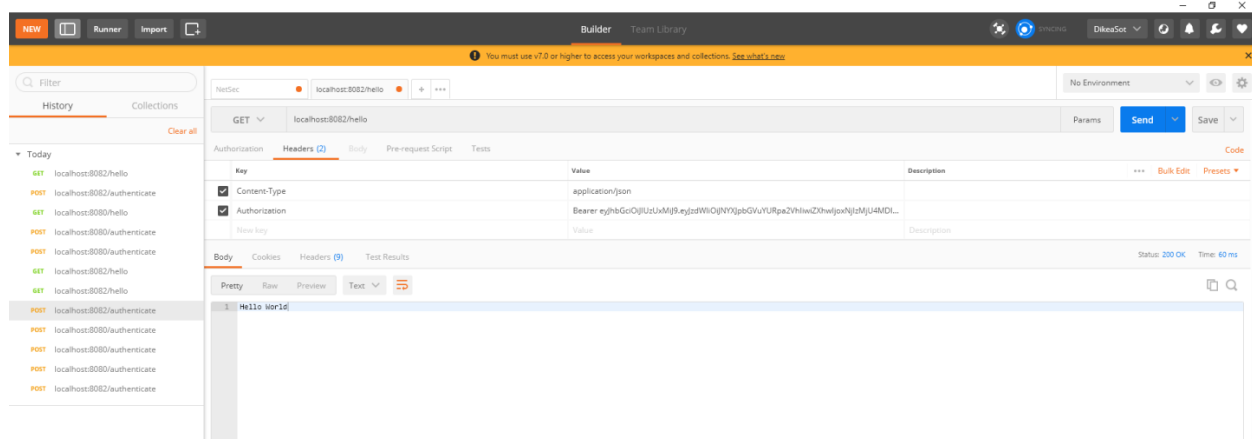 NEW Runner Import Builder Team Library SYNCING DikeaSot
You must use v7.0 or higher to access your workspaces and collections. See what's new
Filter
History Collections
Clear all
Today
GET localhost:8082/hello
POST localhost:8082/authenticate
GET localhost:8080/hello
POST localhost:8080/authenticate
POST localhost:8080/authenticate
GET localhost:8082/hello
GET localhost:8082/hello
POST localhost:8082/authenticate
POST localhost:8080/authenticate
POST localhost:8080/authenticate
POST localhost:8080/authenticate
POST localhost:8082/authenticate
NetSec localhost:8082/hello + ••• No Environment
GET localhost:8082/hello Params Send Save
Authorization Headers (2) Body Pre-request Script Tests Code
Key Value Description ••• Bulk Edit Presets
Content-Type application/json
Authorization Bearer
New key Value Description
Body Cookies Headers (9) Test Results Status: 200 OK Time: 60 ms
Pretty Raw Preview Text
1 Hello World